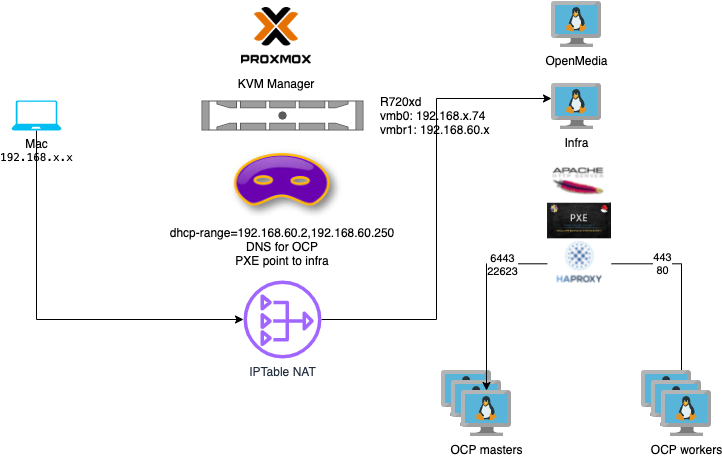 PROXMOX
KVM Manager
OpenMedia
R720xd
vmb0: 192.168.x.74
vmbr1: 192.168.60.x
Mac
192.168.x.x
Infra
APACHE
HTTP SERVER
PXE
dhcp-range=192.168.60.2,192.168.60.250
DNS for OCP
PXE point to infra
6443
22623
HAPROXY
443
80
IPTable NAT
OCP masters
OCP workers